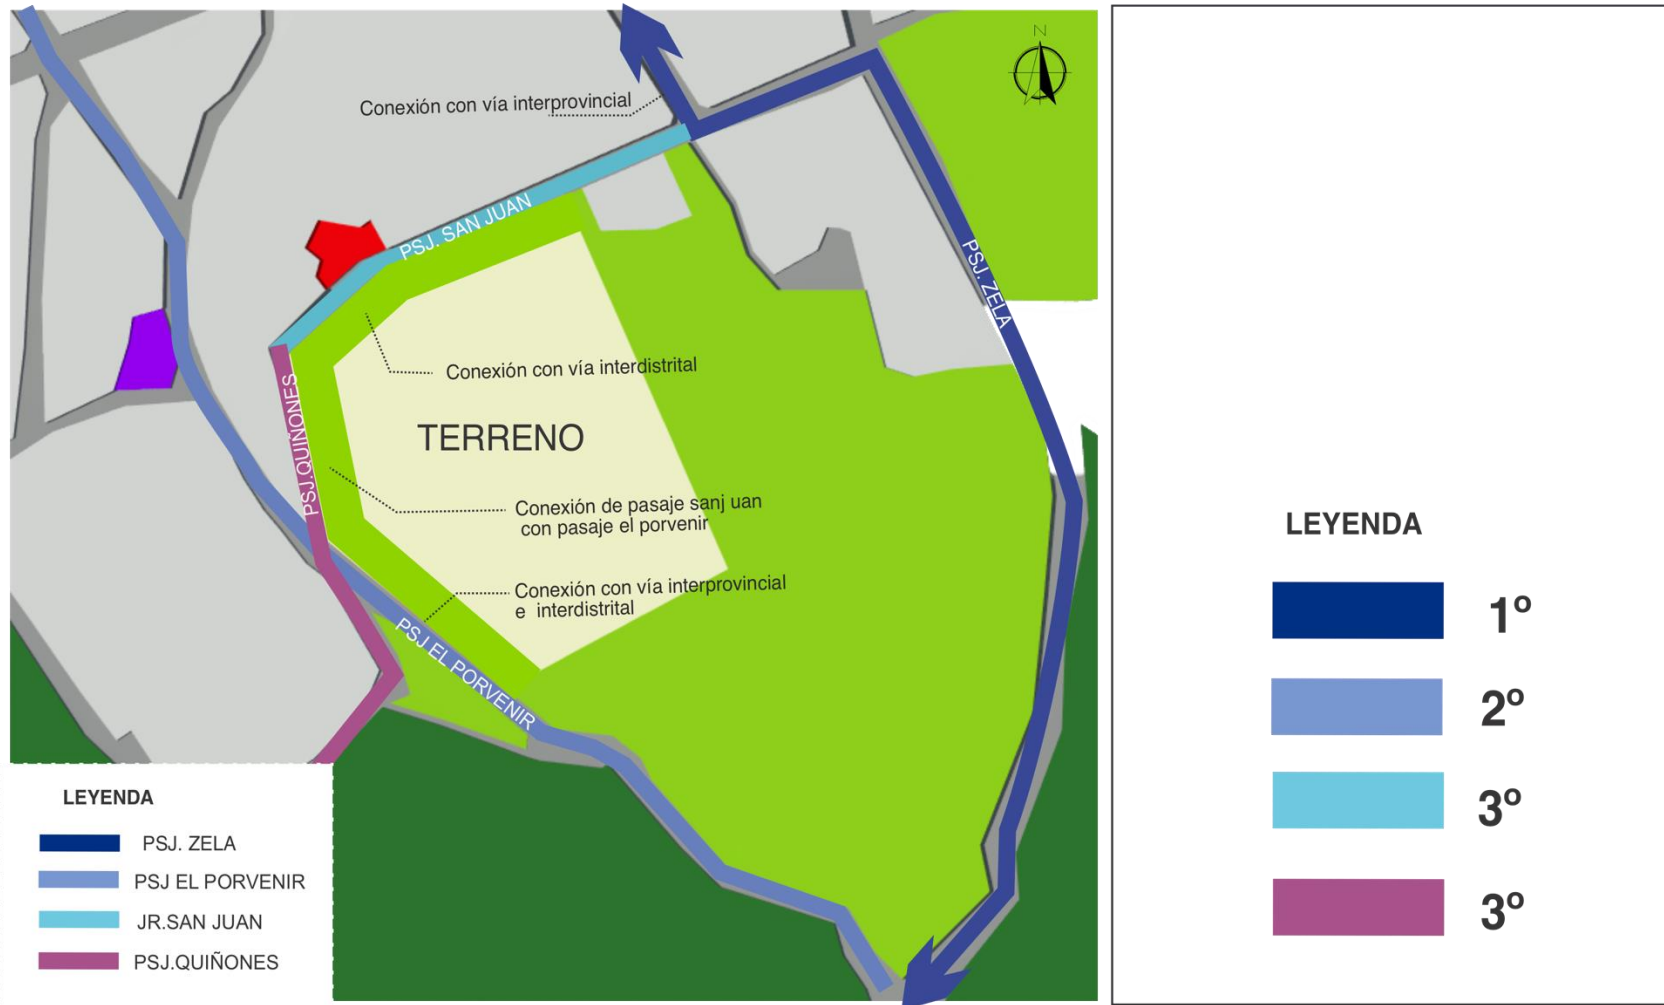 N
Conexión con vía interprovincial
PSJ. SAN JUAN
PSJ. ZELA
Conexión con vía interdistrital
PSJ.QUIÑONES
TERRENO
Conexión de pasaje sanj uan
con pasaje el porvenir
Conexión con vía interprovincial
e interdistrital
PSJ EL PORVENIR
LEYENDA
PSJ. ZELA
PSJ EL PORVENIR
JR.SAN JUAN
PSJ.QUIÑONES
LEYENDA
1º
2º
3º
3º